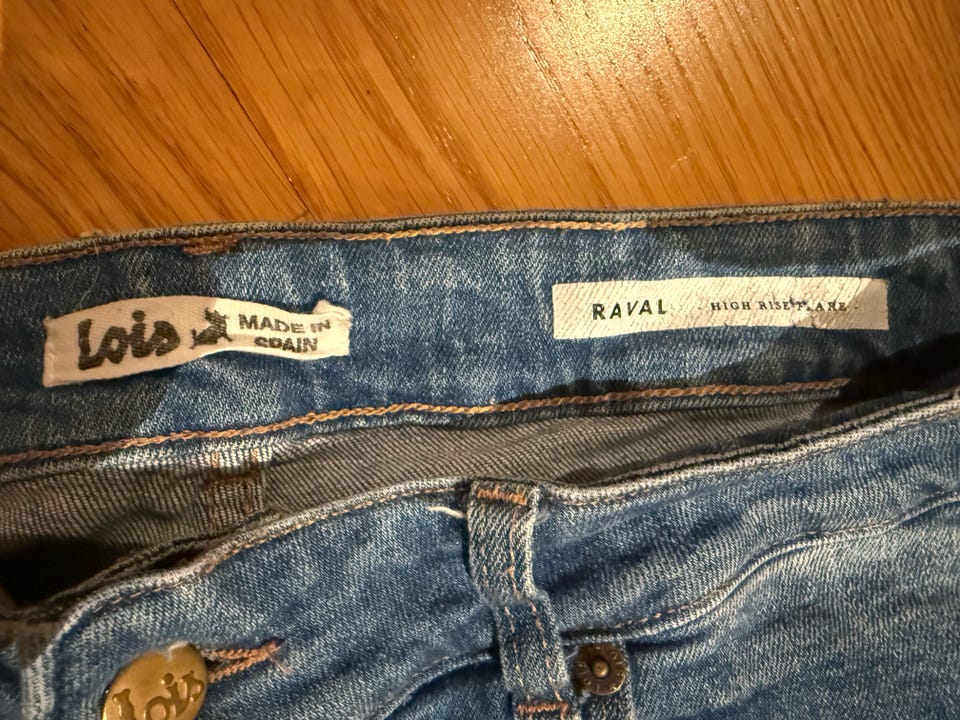 Lois
MADE IN
SPAIN
RAVAL HIGH RISE FLARE
Lois